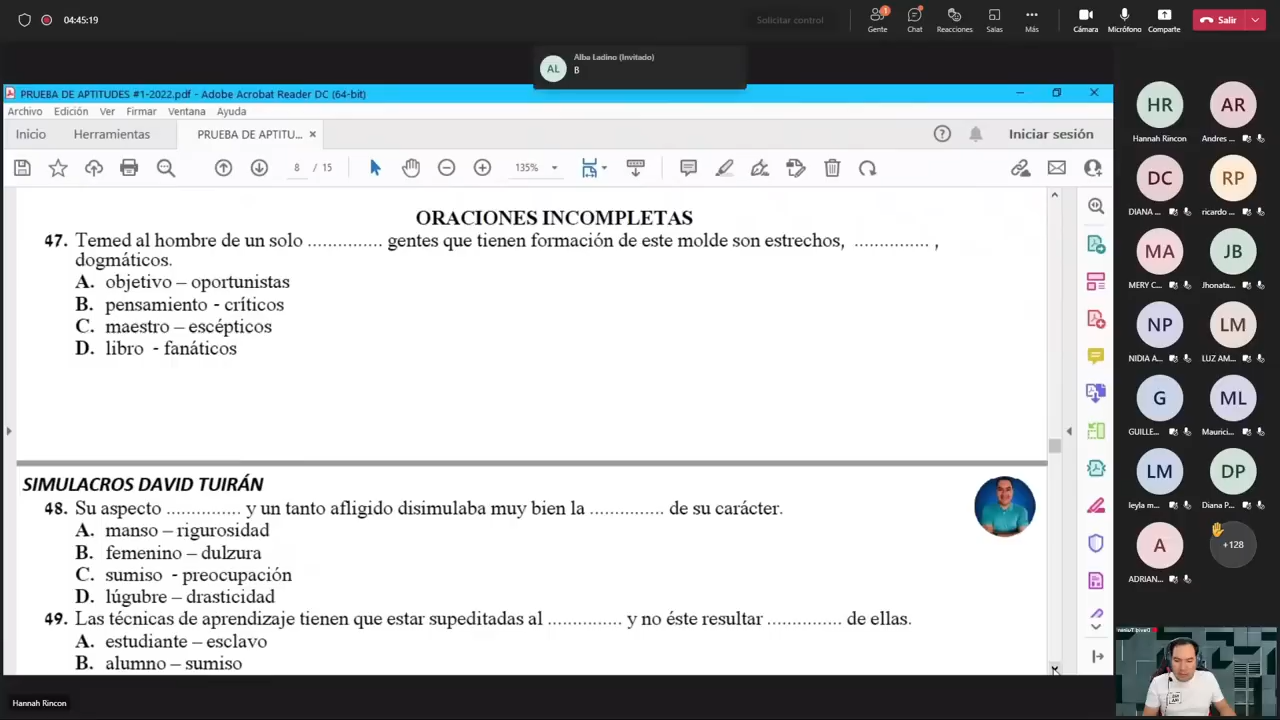 04:45:19
Solicitar control
1
Gente
Chat
Reacciones
Salas
Más
Cámara
Micrófono
Comparte
Salir
AL
Alba Ladino (Invitado)
B
PRUEBA DE APTITUDES #1-2022.pdf - Adobe Acrobat Reader DC (64-bit)
Archivo Edición Ver Firmar Ventana Ayuda
Inicio Herramientas PRUEBA DE APTITU... × Iniciar sesión
8 / 15 135%
ORACIONES INCOMPLETAS
47. Temed al hombre de un solo ............... gentes que tienen formación de este molde son estrechos, ............... ,
dogmáticos.
A. objetivo – oportunistas
B. pensamiento - críticos
C. maestro – escépticos
D. libro - fanáticos
SIMULACROS DAVID TUIRÁN
48. Su aspecto ............... y un tanto afligido disimulaba muy bien la ............... de su carácter.
A. manso – rigurosidad
B. femenino – dulzura
C. sumiso - preocupación
D. lúgubre – drasticidad
49. Las técnicas de aprendizaje tienen que estar supeditadas al ............... y no éste resultar ............... de ellas.
A. estudiante – esclavo
B. alumno – sumiso
HR AR
Hannah Rincon Andres ...
DC RP
DIANA ... ricardo ...
MA JB
MERY C... Jhonata...
NP LM
NIDIA A... LUZ AM...
G ML
GUILLE... Maurici...
LM DP
leyla m... Diana P...
A +128
ADRIAN...
Hannah Rincon